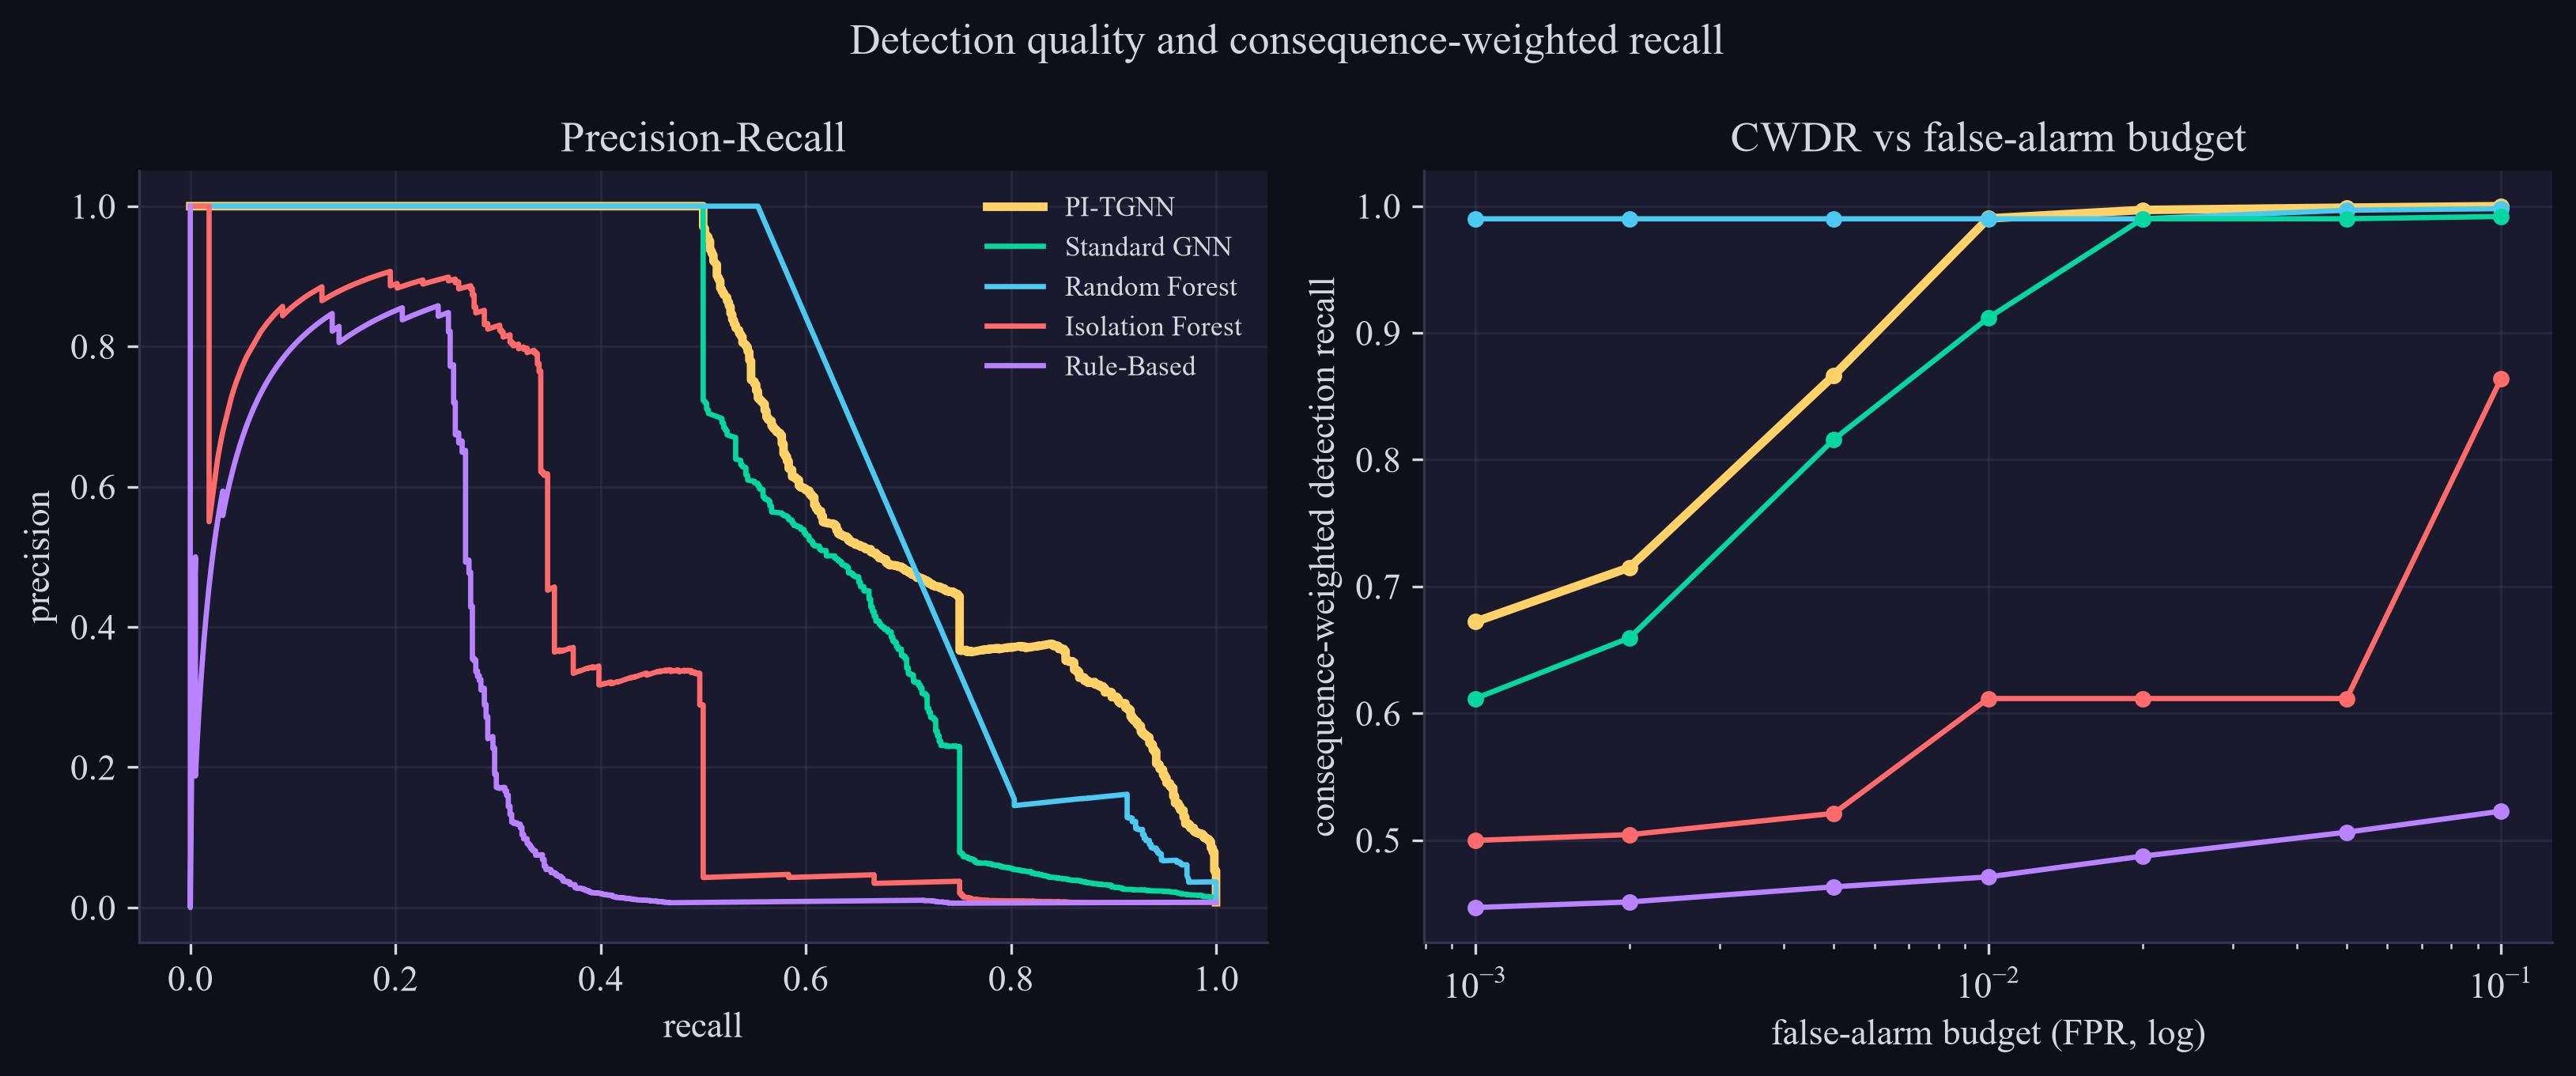 Detection quality and consequence-weighted recall
Precision-Recall
1.0
0.8
0.6
0.4
0.2
0.0
precision
0.0 0.2 0.4 0.6 0.8 1.0
recall
PI-TGNN
Standard GNN
Random Forest
Isolation Forest
Rule-Based
CWDR vs false-alarm budget
1.0
0.9
0.8
0.7
0.6
0.5
consequence-weighted detection recall
10⁻³ 10⁻² 10⁻¹
false-alarm budget (FPR, log)